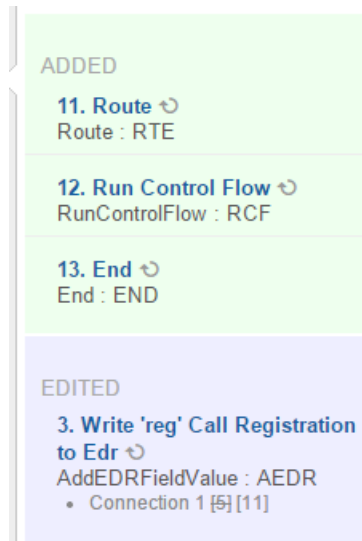 ADDED
11. Route
Route : RTE
12. Run Control Flow
RunControlFlow : RCF
13. End
End : END
EDITED
3. Write 'reg' Call Registration
to Edr
AddEDRFieldValue : AEDR
• Connection 1 [5] [11]